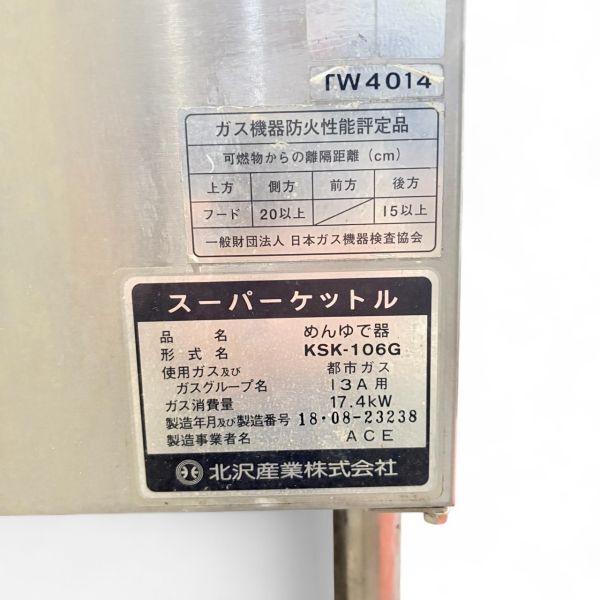 TW4014
ガス機器防火性能評定品
可燃物からの離隔距離(cm)
上方 側方 前方 後方
フード 20以上 15以上
一般財団法人 日本ガス機器検査協会
スーパーケットル
品名 めんゆで器
形式名 KSK-106G
使用ガス及び 都市ガス
ガスグループ名 13A用
ガス消費量 17.4kW
製造年月及び製造番号 18・08-23238
製造事業者名 ACE
北沢産業株式会社